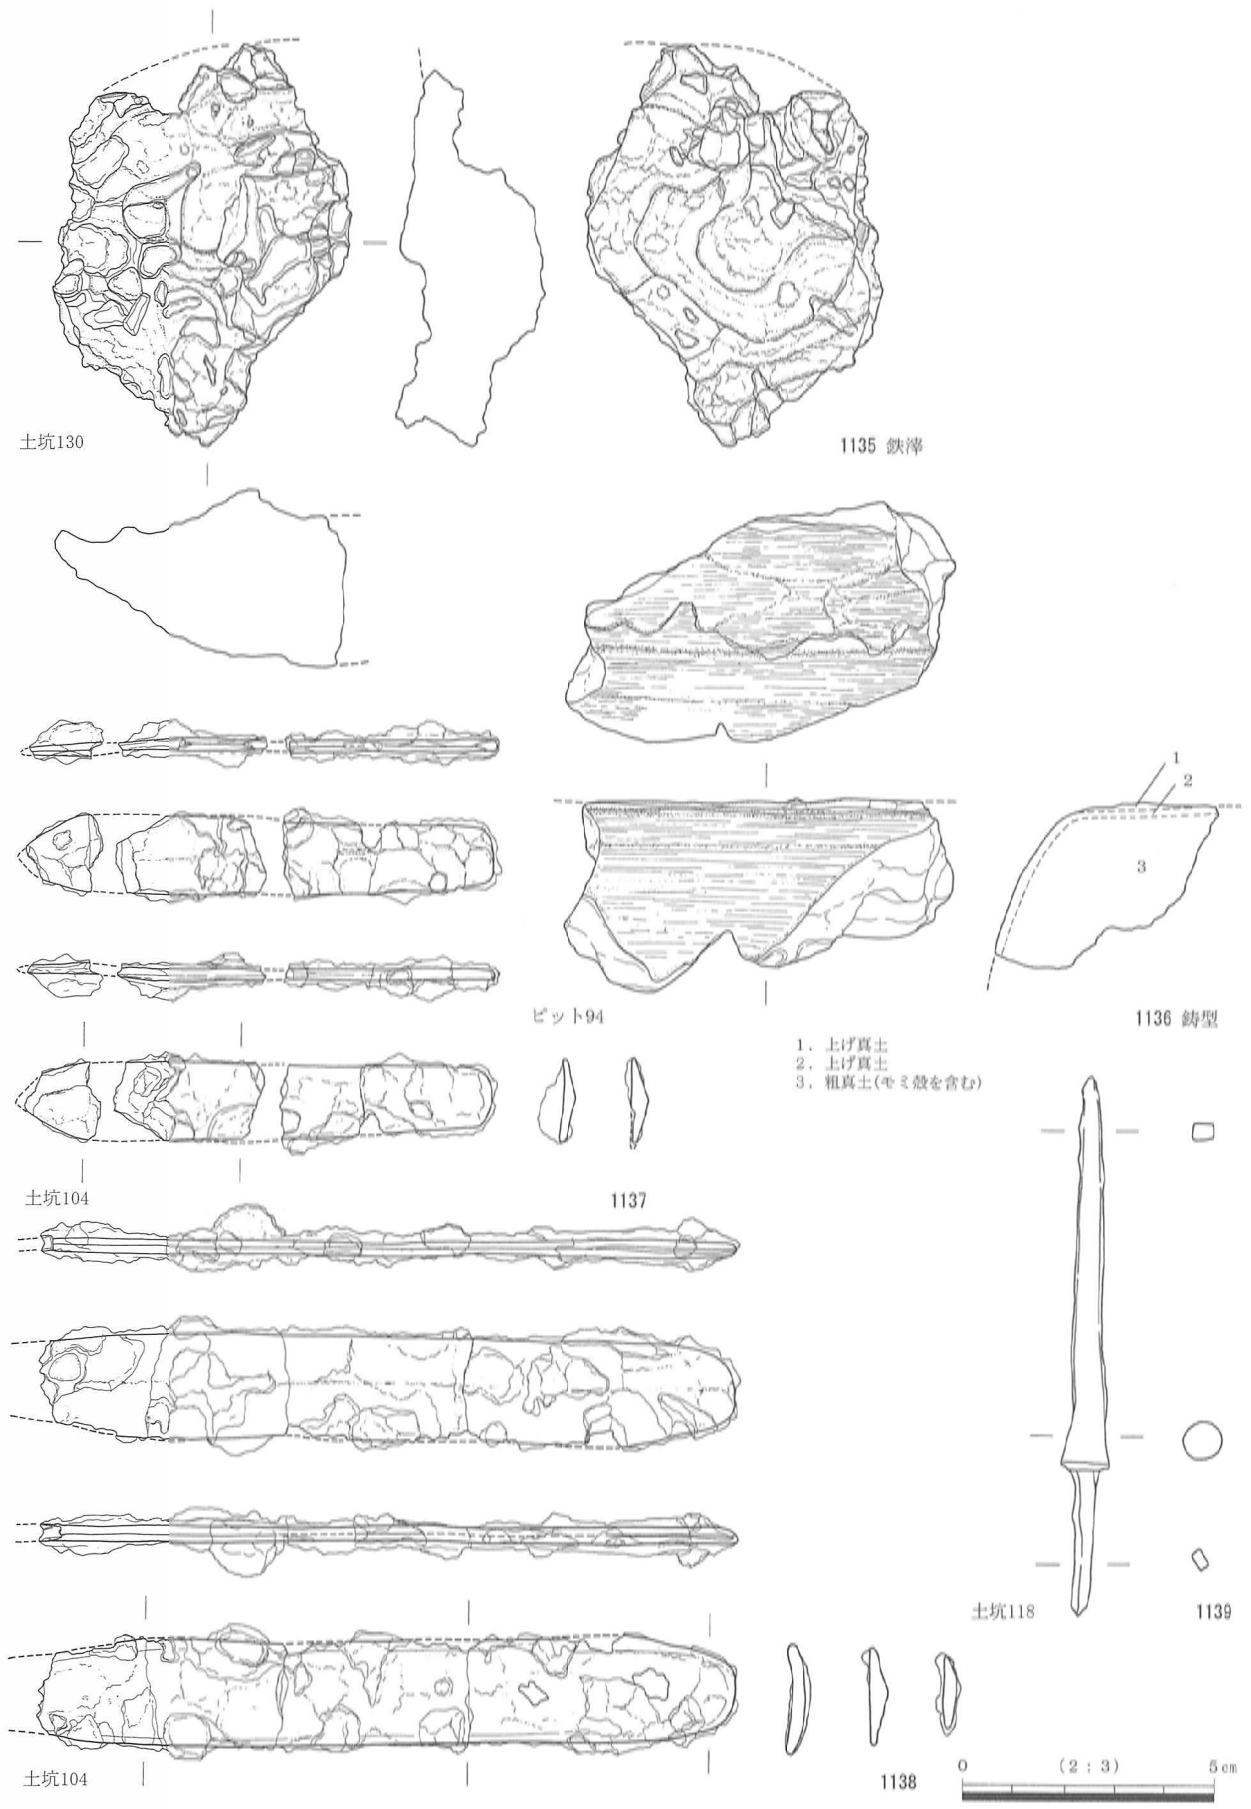 土坑130
1135 鉄滓
1
2
3
ピット94
1136 鋳型
1. 上げ真土
2. 上げ真土
3. 粗真土(モミ殻を含む)
土坑104
1137
土坑118
1139
土坑104
1138
0 (2:3) 5cm